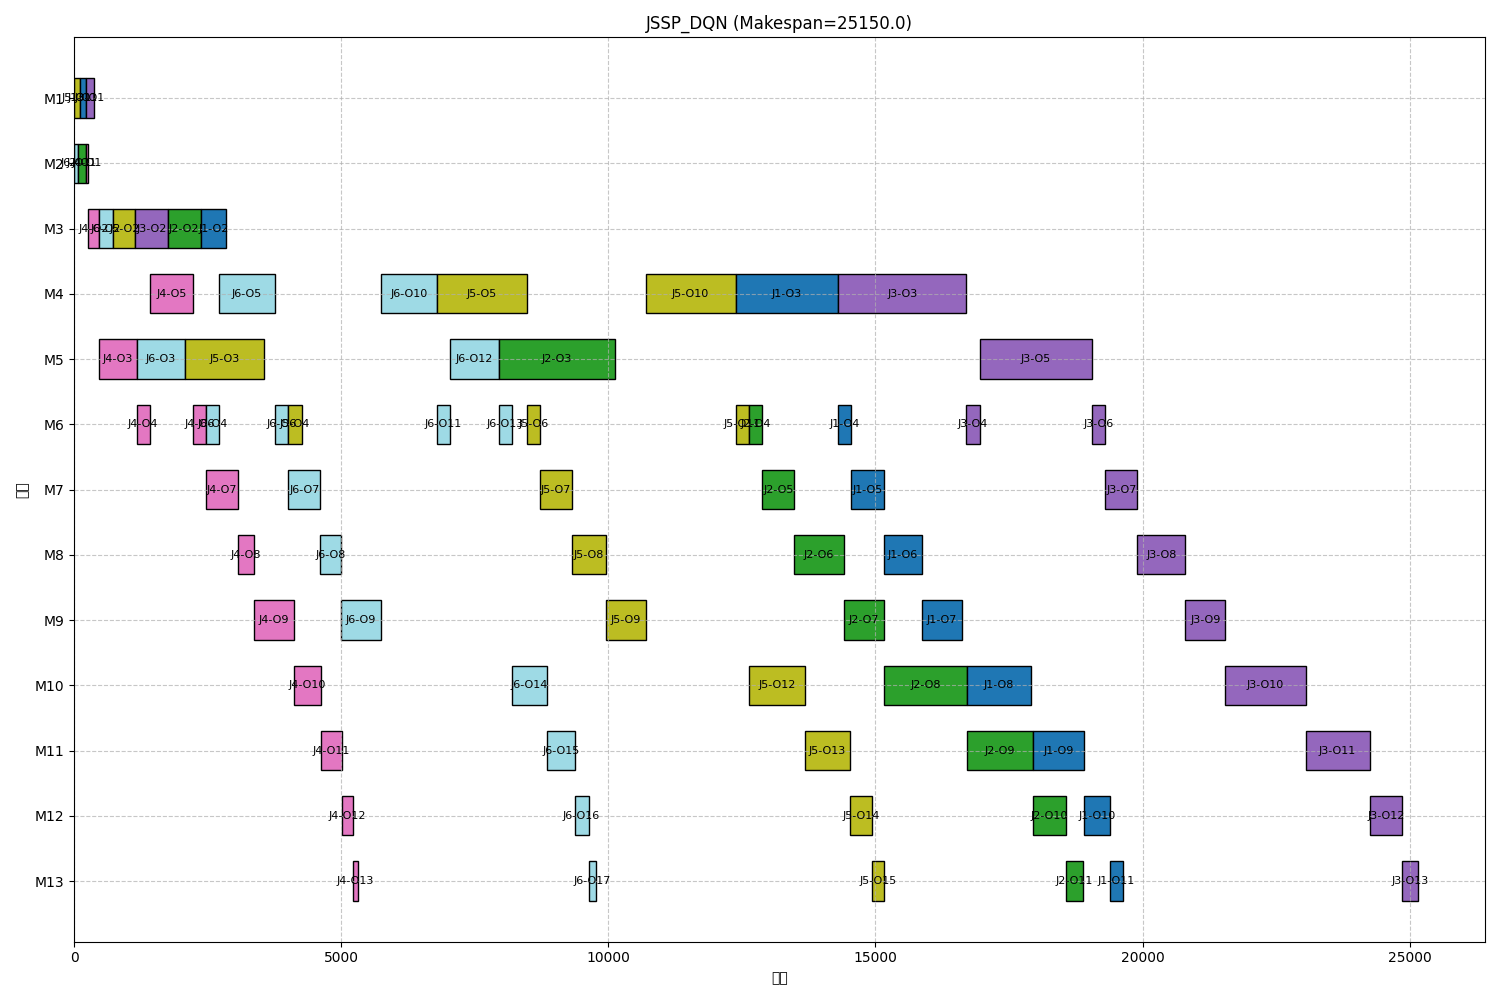 JSSP_DQN (Makespan=25150.0)
M1
M2
M3 J5-O2 J3-O2 J2-O2 J1-O2
M4 J4-O5 J6-O5 J6-O10 J5-O5 J5-O10 J1-O3 J3-O3
M5 J4-O3 J6-O3 J5-O3 J6-O12 J2-O3 J3-O5
M6 J4-O4 J4-O6 J6-O4 J6-O6 J5-O4 J6-O11 J6-O13 J5-O6 J5-O11 J2-O4 J1-O4 J3-O4 J3-O6
M7 J4-O7 J6-O7 J5-O7 J2-O5 J1-O5 J3-O7
M8 J4-O8 J6-O8 J5-O8 J2-O6 J1-O6 J3-O8
M9 J4-O9 J6-O9 J5-O9 J2-O7 J1-O7 J3-O9
M10 J4-O10 J6-O14 J5-O12 J2-O8 J1-O8 J3-O10
M11 J4-O11 J6-O15 J5-O13 J2-O9 J1-O9 J3-O11
M12 J4-O12 J6-O16 J5-O14 J2-O10 J1-O10 J3-O12
M13 J4-O13 J6-O17 J5-O15 J2-O11 J1-O11 J3-O13
0 5000 10000 15000 20000 25000